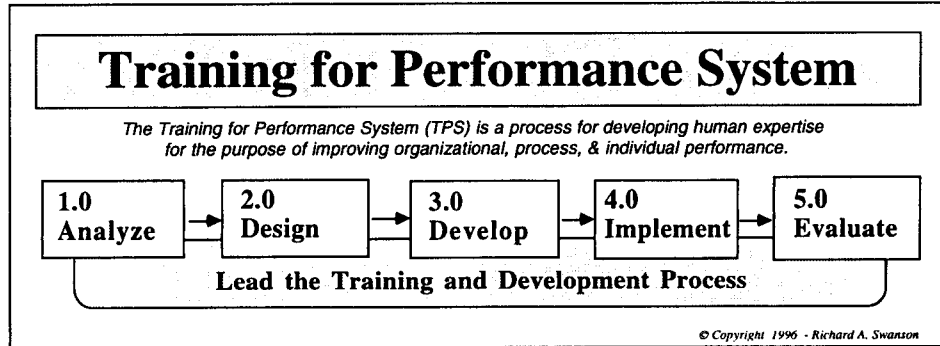 Training for Performance System
The Training for Performance System (TPS) is a process for developing human expertise
for the purpose of improving organizational, process, & individual performance.
1.0
Analyze
2.0
Design
3.0
Develop
4.0
Implement
5.0
Evaluate
Lead the Training and Development Process
© Copyright 1996 - Richard A. Swanson